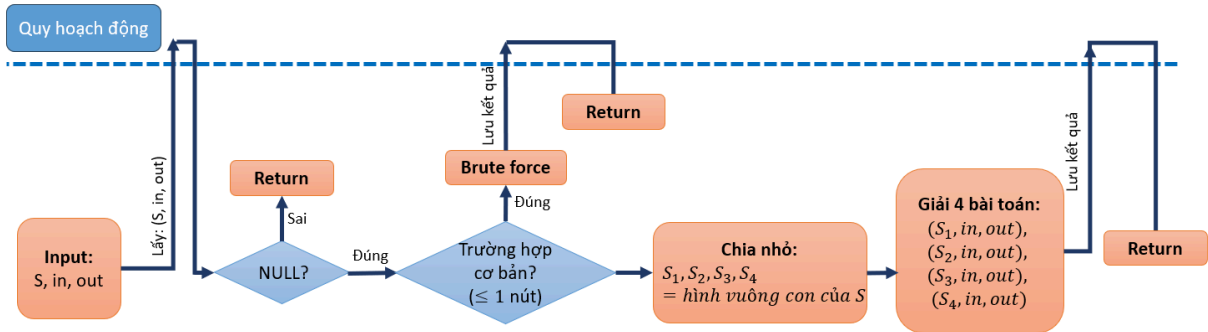 Quy hoạch động
Input:
S, in, out
Lấy: (S, in, out)
NULL?
Sai
Return
Đúng
Trường hợp
cơ bản?
(≤ 1 nút)
Đúng
Brute force
Lưu kết quả
Return
Chia nhỏ:
S₁, S₂, S₃, S₄
= hình vuông con của S
Giải 4 bài toán:
(S₁, in, out),
(S₂, in, out),
(S₃, in, out),
(S₄, in, out)
Lưu kết quả
Return